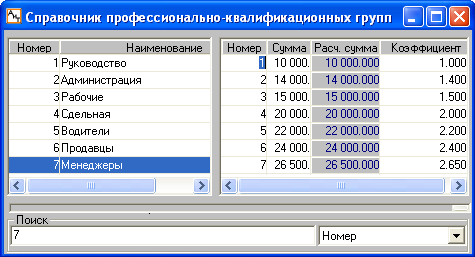 Справочник профессионально-квалификационных групп
Номер Наименование
1 Руководство
2 Администрация
3 Рабочие
4 Сдельная
5 Водители
6 Продавцы
7 Менеджеры
Номер Сумма Расч. сумма Коэффициент
1 10 000. 10 000.000 1.000
2 14 000. 14 000.000 1.400
3 15 000. 15 000.000 1.500
4 20 000. 20 000.000 2.000
5 22 000. 22 200.000 2.200
6 24 000. 24 000.000 2.400
7 26 500. 26 500.000 2.650
Поиск
7 Номер